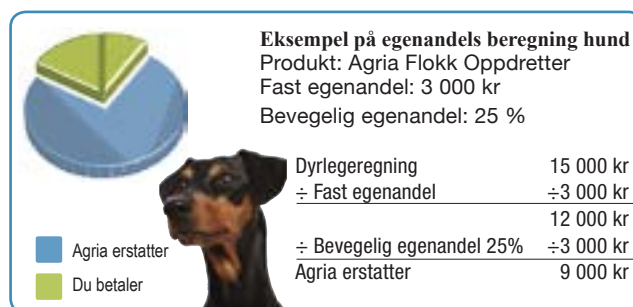 Eksempel på egenandels beregning hund
Produkt: Agria Flokk Oppdretter
Fast egenandel: 3 000 kr
Bevegelig egenandel: 25 %
Dyrlegeregning 15 000 kr
÷ Fast egenandel ÷3 000 kr
12 000 kr
÷ Bevegelig egenandel 25% ÷3 000 kr
Agria erstatter 9 000 kr
Agria erstatter
Du betaler